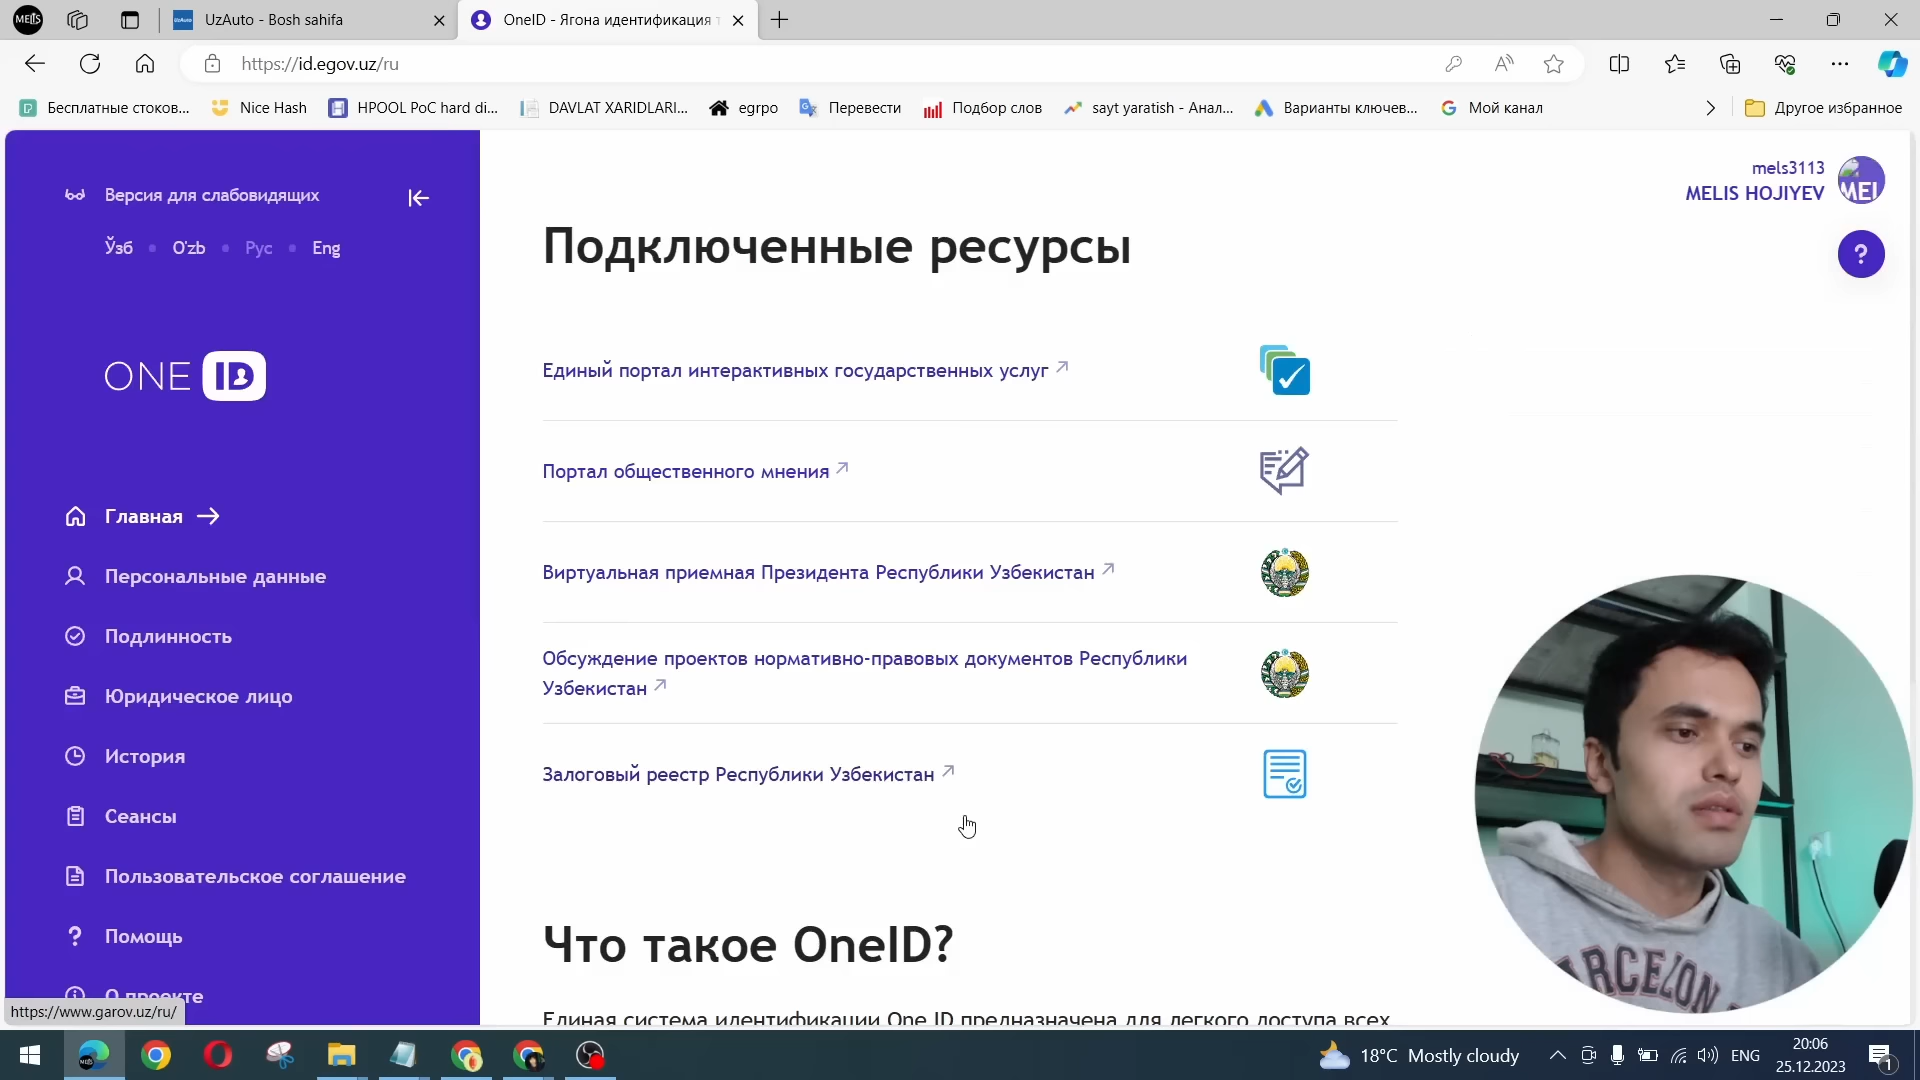 MELIS
UzAuto - Bosh sahifa
OneID - Ягона идентификация т
https://id.egov.uz/ru
Бесплатные стоков...
Nice Hash
HPOOL PoC hard di...
DAVLAT XARIDLARI...
egrpo
Перевести
Подбор слов
sayt yaratish - Анал...
Варианты ключев...
Мой канал
Другое избранное
Версия для слабовидящих
Ўзб • O'zb • Рус • Eng
ONE ID
Главная
Персональные данные
Подлинность
Юридическое лицо
История
Сеансы
Пользовательское соглашение
Помощь
О проекте
https://www.garov.uz/ru/
mels3113
MELIS HOJIYEV
MEL
?
Подключенные ресурсы
Единый портал интерактивных государственных услуг
Портал общественного мнения
Виртуальная приемная Президента Республики Узбекистан
Обсуждение проектов нормативно-правовых документов Республики
Узбекистан
Залоговый реестр Республики Узбекистан
Что такое OneID?
Единая система идентификации One ID предназначена для легкого доступа всех
18°C Mostly cloudy
ENG
20:06
25.12.2023
1